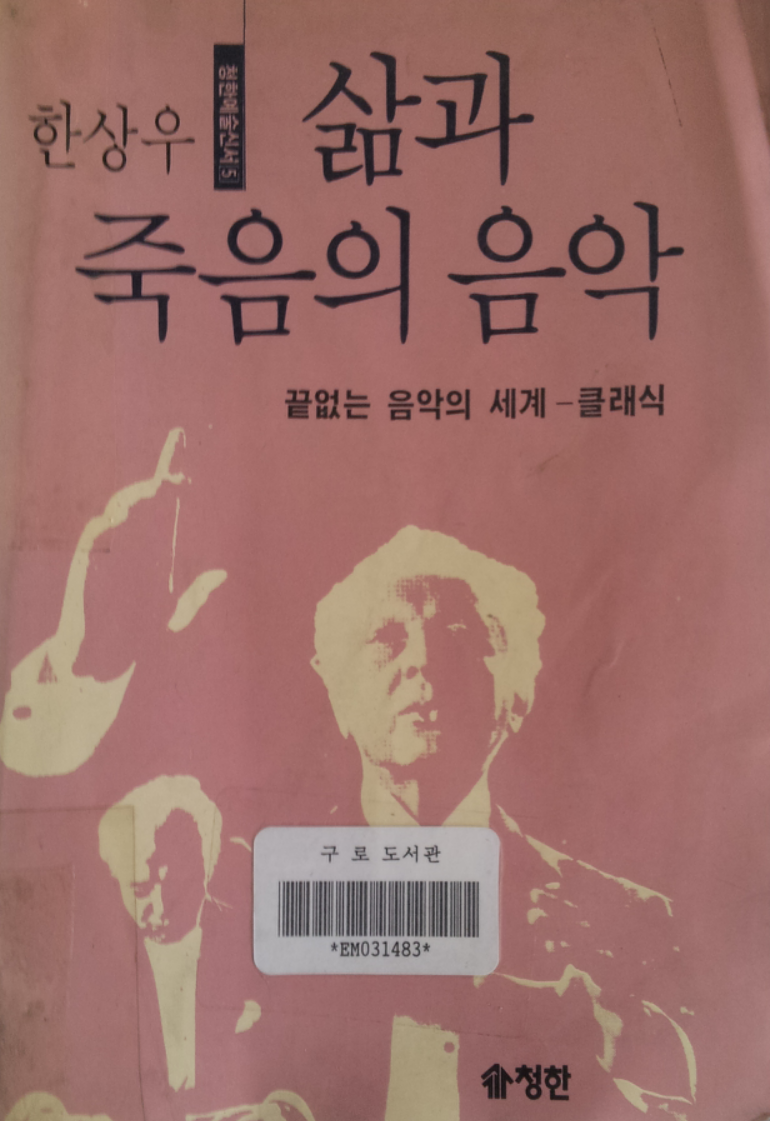 한상우
청한예술신서[5]
삶과
죽음의 음악
끝없는 음악의 세계-클래식
구 로 도서관
*EM031483*
청한